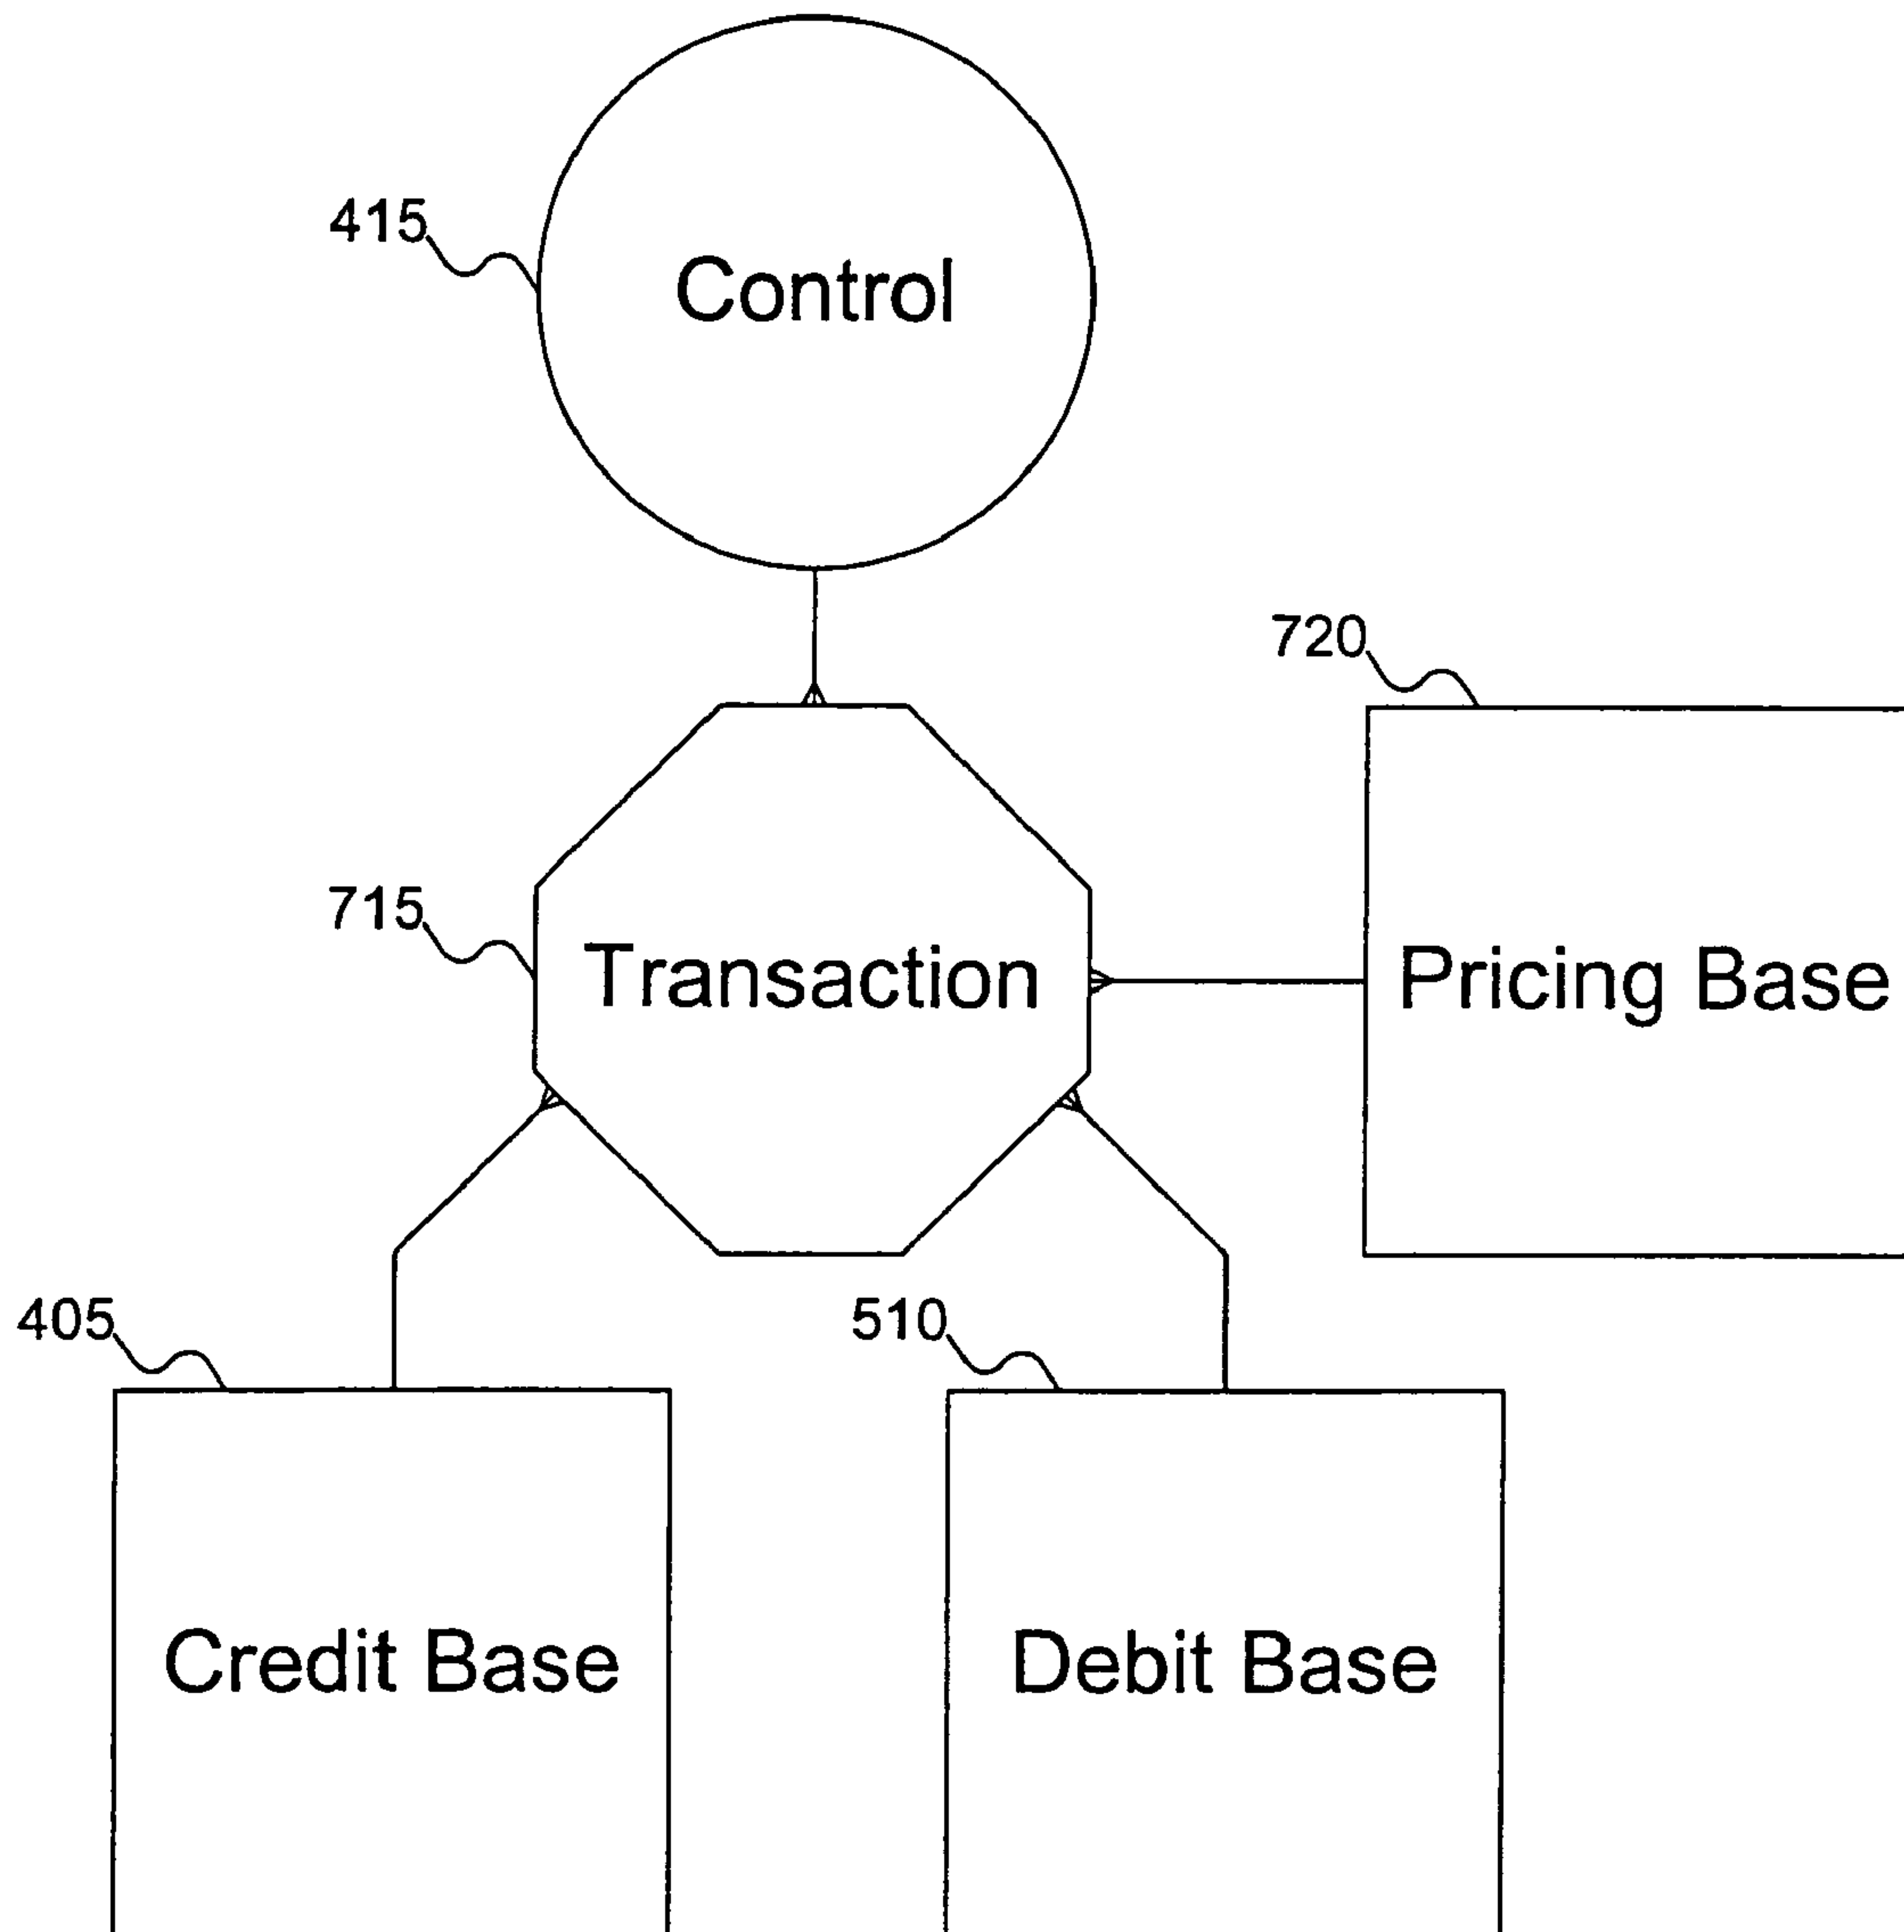 415
Control
720
715
Transaction
Pricing Base
405
510
Credit Base
Debit Base